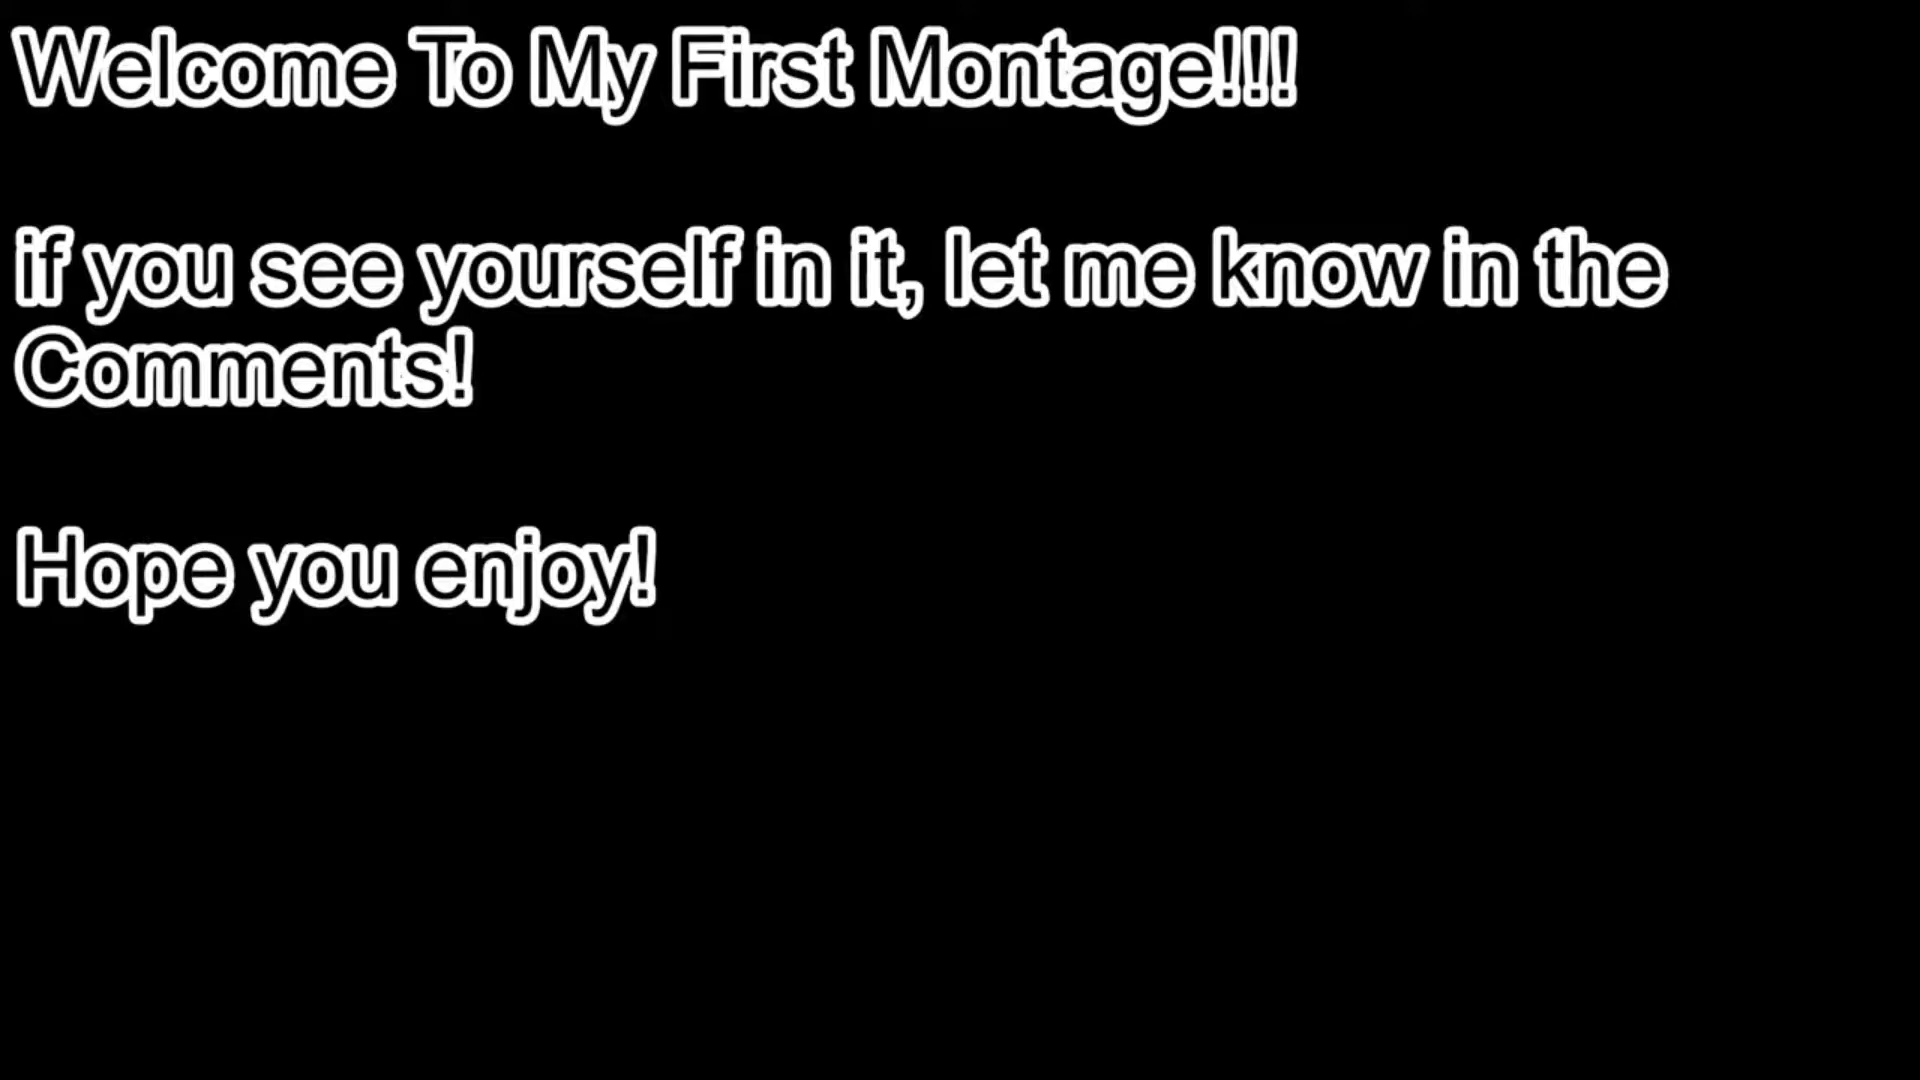 Welcome To My First Montage!!!
if you see yourself in it, let me know in the
Comments!
Hope you enjoy!